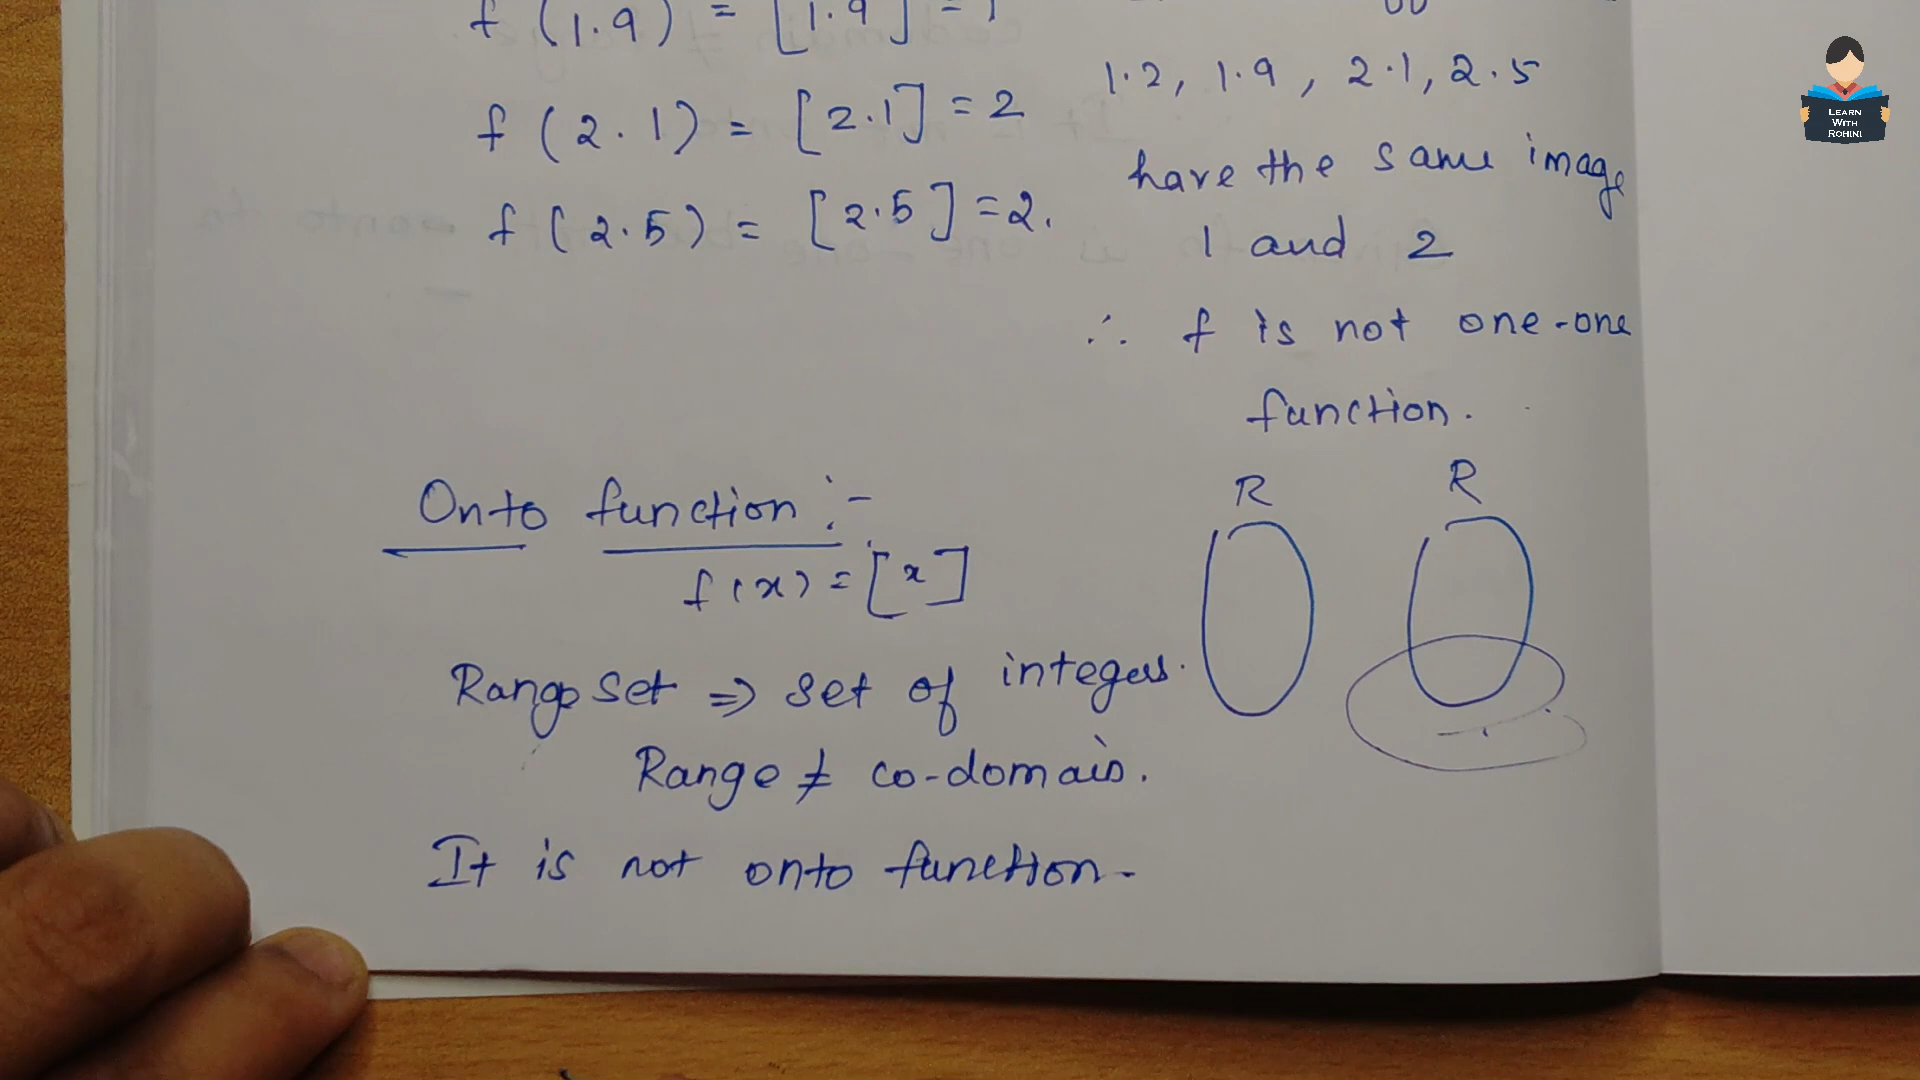 f (1.9) = [1.9] = 1
f (2.1) = [2.1] = 2
f (2.5) = [2.5] = 2.
1.2, 1.9, 2.1, 2.5
have the same image
1 and 2
∴ f is not one-one
function.
Onto function :-
f(x) = [x]
Range set ⇒ set of integers.
Range ≠ co-domain.
It is not onto function.
R R
LEARN
WITH
ROHINI